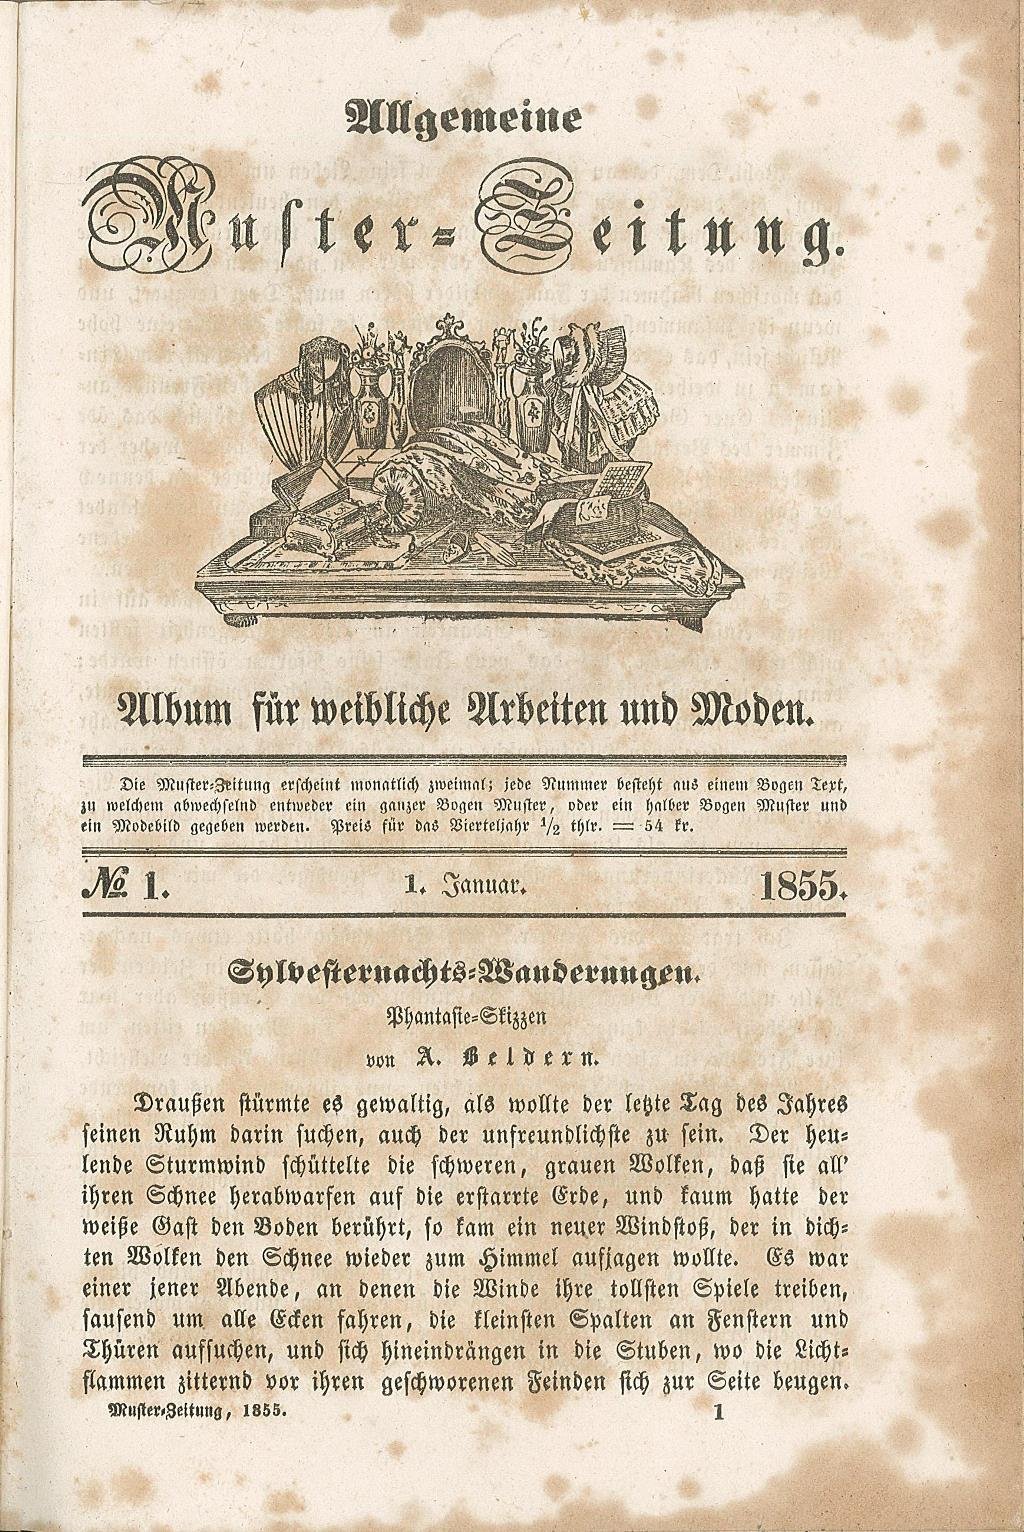 Allgemeine
Muster-Zeitung.
Album für weibliche Arbeiten und Moden.
Die Muster-Zeitung erscheint monatlich zweimal; jede Nummer besteht aus einem Bogen Text,
zu welchem abwechselnd entweder ein ganzer Bogen Muster, oder ein halber Bogen Muster und
ein Modebild gegeben werden. Preis für das Vierteljahr 1/2 thlr. = 54 kr.
№ 1. 1. Januar. 1855.
Sylvesternachts-Wanderungen.
Phantasie-Skizzen
von A. Beldern.
Draußen stürmte es gewaltig, als wollte der letzte Tag des Jahres
seinen Ruhm darin suchen, auch der unfreundlichste zu sein. Der heu-
lende Sturmwind schüttelte die schweren, grauen Wolken, daß sie all'
ihren Schnee herabwarfen auf die erstarrte Erde, und kaum hatte der
weiße Gast den Boden berührt, so kam ein neuer Windstoß, der in dich-
ten Wolken den Schnee wieder zum Himmel aufjagen wollte. Es war
einer jener Abende, an denen die Winde ihre tollsten Spiele treiben,
sausend um alle Ecken fahren, die kleinsten Spalten an Fenstern und
Thüren aufsuchen, und sich hineindrängen in die Stuben, wo die Licht-
flammen zitternd vor ihren geschworenen Feinden sich zur Seite beugen.
Muster-Zeitung, 1855. 1